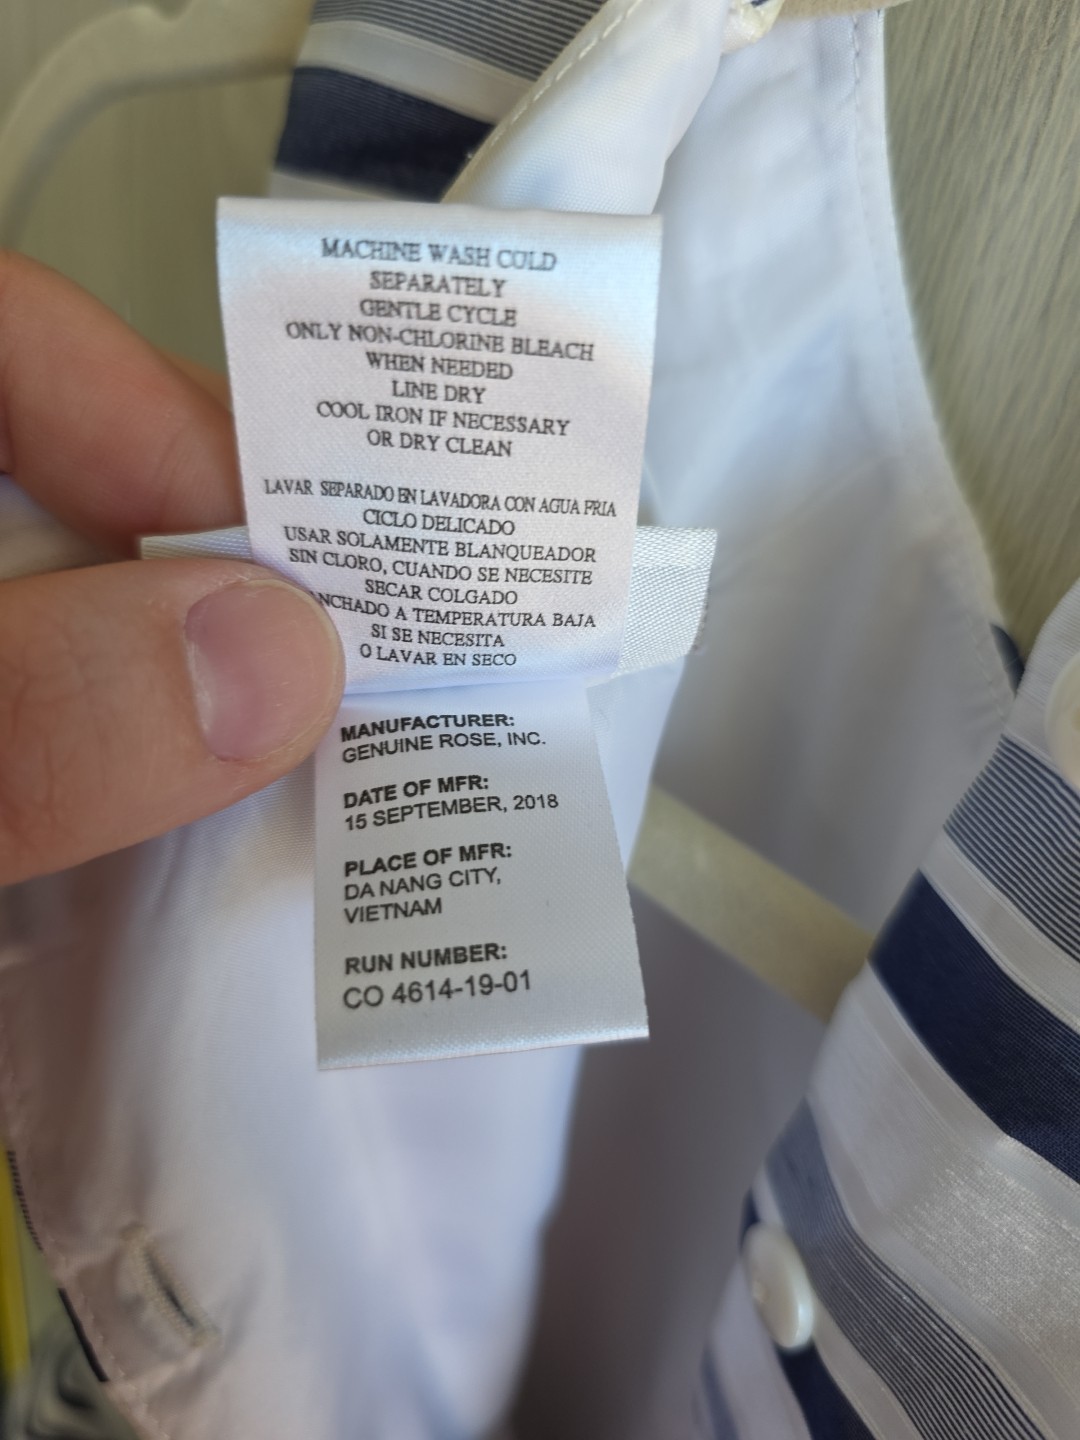 MACHINE WASH COLD
SEPARATELY
GENTLE CYCLE
ONLY NON-CHLORINE BLEACH
WHEN NEEDED
LINE DRY
COOL IRON IF NECESSARY
OR DRY CLEAN
LAVAR SEPARADO EN LAVADORA CON AGUA FRIA
CICLO DELICADO
USAR SOLAMENTE BLANQUEADOR
SIN CLORO, CUANDO SE NECESITE
SECAR COLGADO
A TEMPERATURA BAJA
SI SE NECESITA
O LAVAR EN SECO
MANUFACTURER:
GENUINE ROSE, INC.
DATE OF MFR:
15 SEPTEMBER, 2018
PLACE OF MFR:
DA NANG CITY,
VIETNAM
RUN NUMBER:
CO 4614-19-01